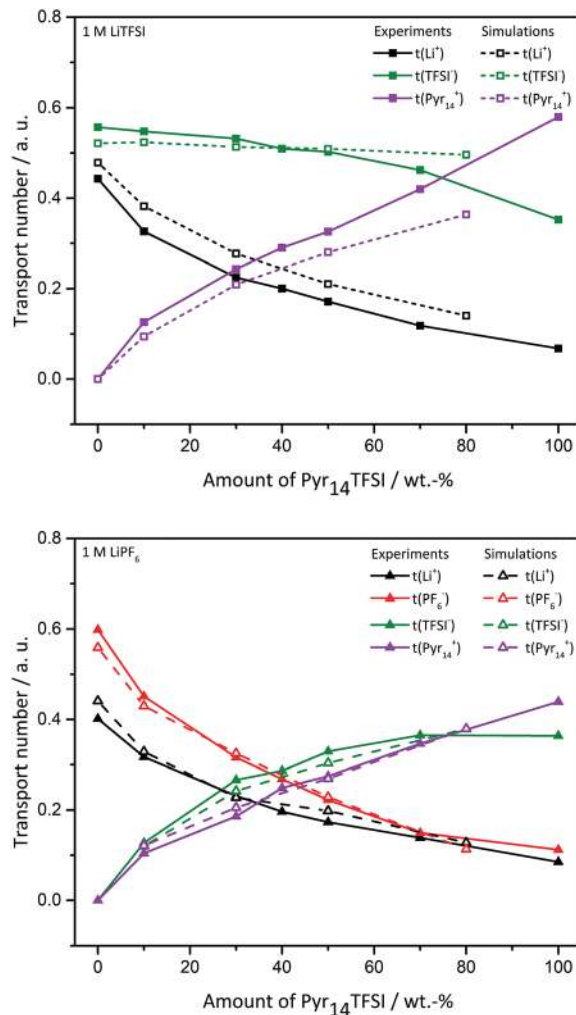 1 M LiTFSI
Experiments Simulations
t(Li⁺) t(Li⁺)
t(TFSI⁻) t(TFSI⁻)
t(Pyr₁₄⁺) t(Pyr₁₄⁺)
0.8
0.6
0.4
0.2
0.0
Transport number / a. u.
0 20 40 60 80 100
Amount of Pyr₁₄TFSI / wt.-%
1 M LiPF₆
Experiments Simulations
t(Li⁺) t(Li⁺)
t(PF₆⁻) t(PF₆⁻)
t(TFSI⁻) t(TFSI⁻)
t(Pyr₁₄⁺) t(Pyr₁₄⁺)
0.8
0.6
0.4
0.2
0.0
Transport number / a. u.
0 20 40 60 80 100
Amount of Pyr₁₄TFSI / wt.-%